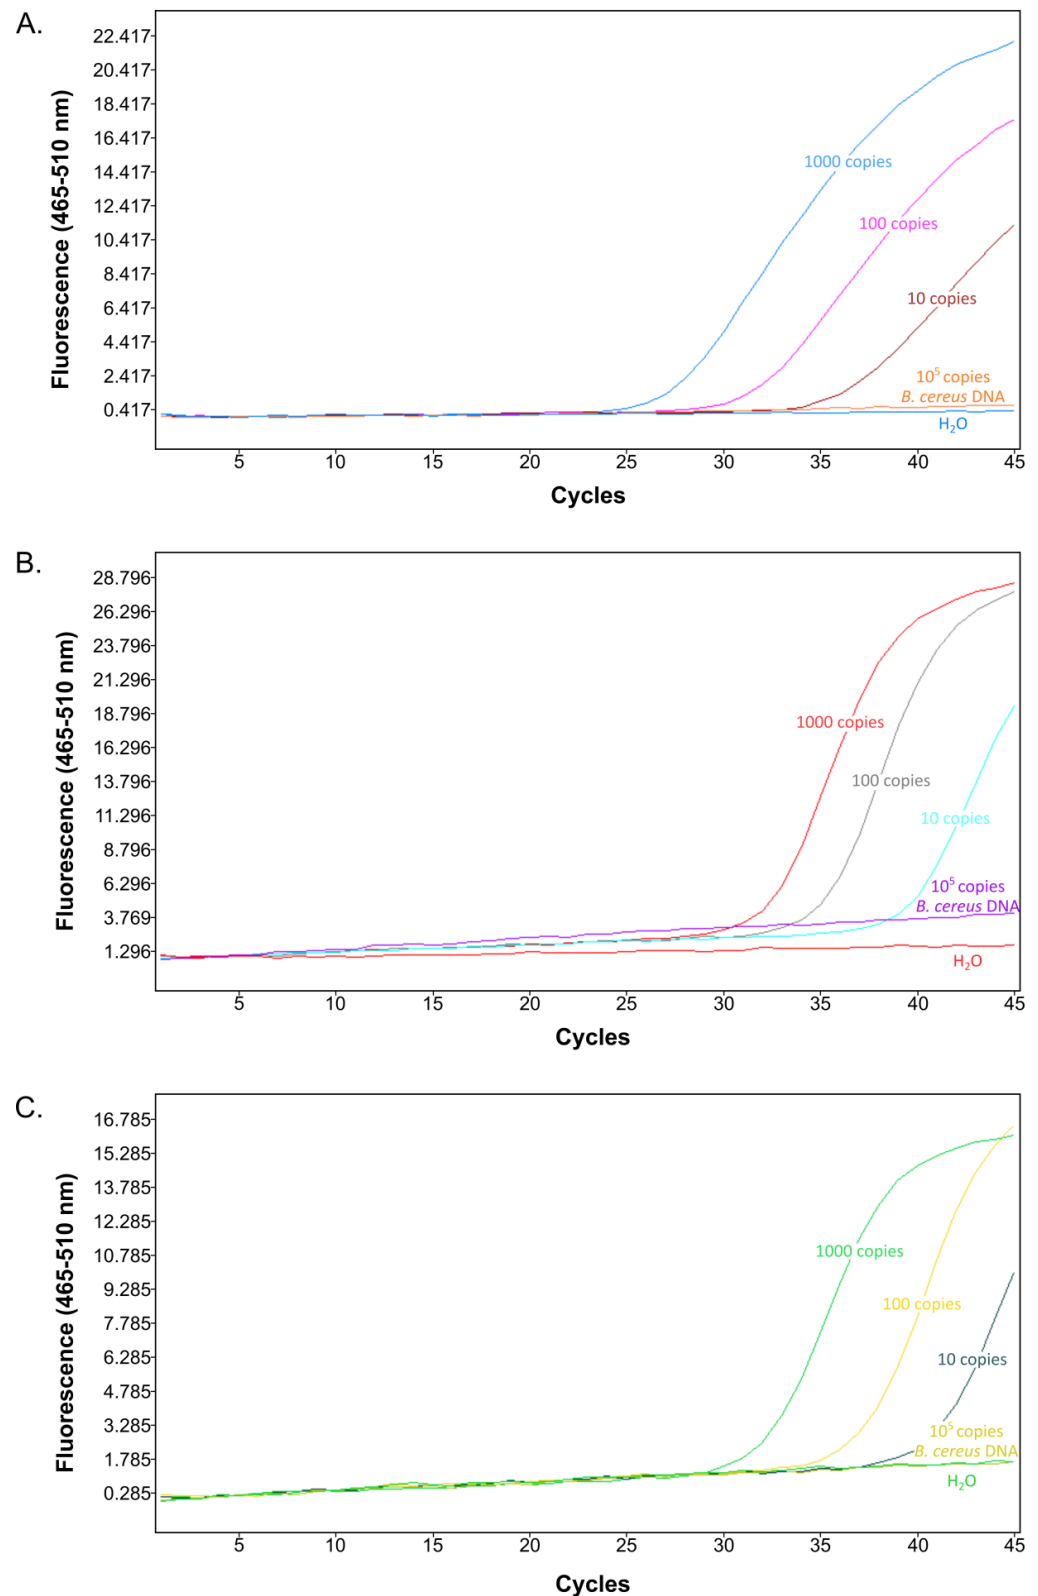 A.
22.417
20.417
18.417
16.417
14.417
12.417
10.417
8.417
6.417
4.417
2.417
0.417
Fluorescence (465-510 nm)
1000 copies
100 copies
10 copies
10⁵ copies
B. cereus DNA
H₂O
5 10 15 20 25 30 35 40 45
Cycles
B.
28.796
26.296
23.796
21.296
18.796
16.296
13.796
11.296
8.796
6.296
3.769
1.296
Fluorescence (465-510 nm)
1000 copies
100 copies
10 copies
10⁵ copies
B. cereus DNA
H₂O
5 10 15 20 25 30 35 40 45
Cycles
C.
16.785
15.285
13.785
12.285
10.785
9.285
7.785
6.285
4.785
3.285
1.785
0.285
Fluorescence (465-510 nm)
1000 copies
100 copies
10 copies
10⁵ copies
B. cereus DNA
H₂O
5 10 15 20 25 30 35 40 45
Cycles